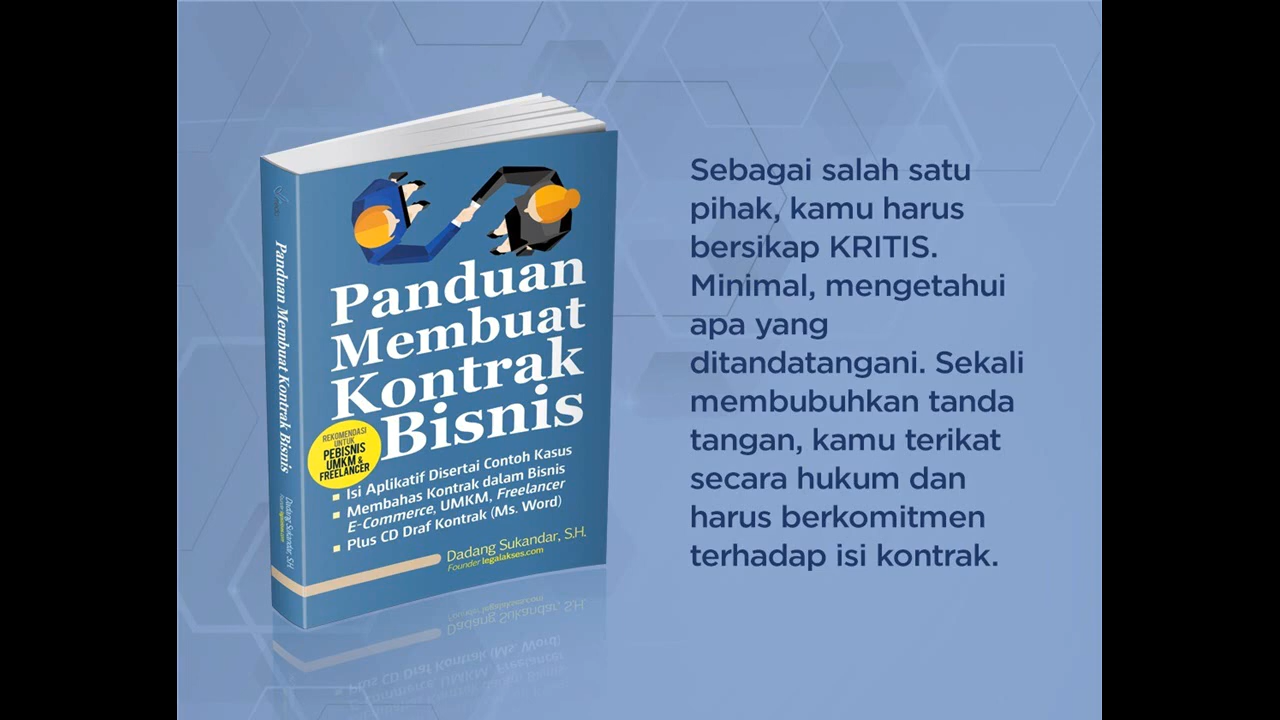 Panduan
Membuat
Kontrak
Bisnis
REKOMENDASI
UNTUK
PEBISNIS
UMKM &
FREELANCER
Isi Aplikatif Disertai Contoh Kasus
Membahas Kontrak dalam Bisnis
E-Commerce, UMKM, Freelancer
Plus CD Draf Kontrak (Ms. Word)
Dadang Sukandar, S.H.
Founder legalakses.com
Panduan Membuat Kontrak Bisnis
Dadang Sukandar, S.H.
Founder legalakses.com
Sebagai salah satu
pihak, kamu harus
bersikap KRITIS.
Minimal, mengetahui
apa yang
ditandatangani. Sekali
membubuhkan tanda
tangan, kamu terikat
secara hukum dan
harus berkomitmen
terhadap isi kontrak.